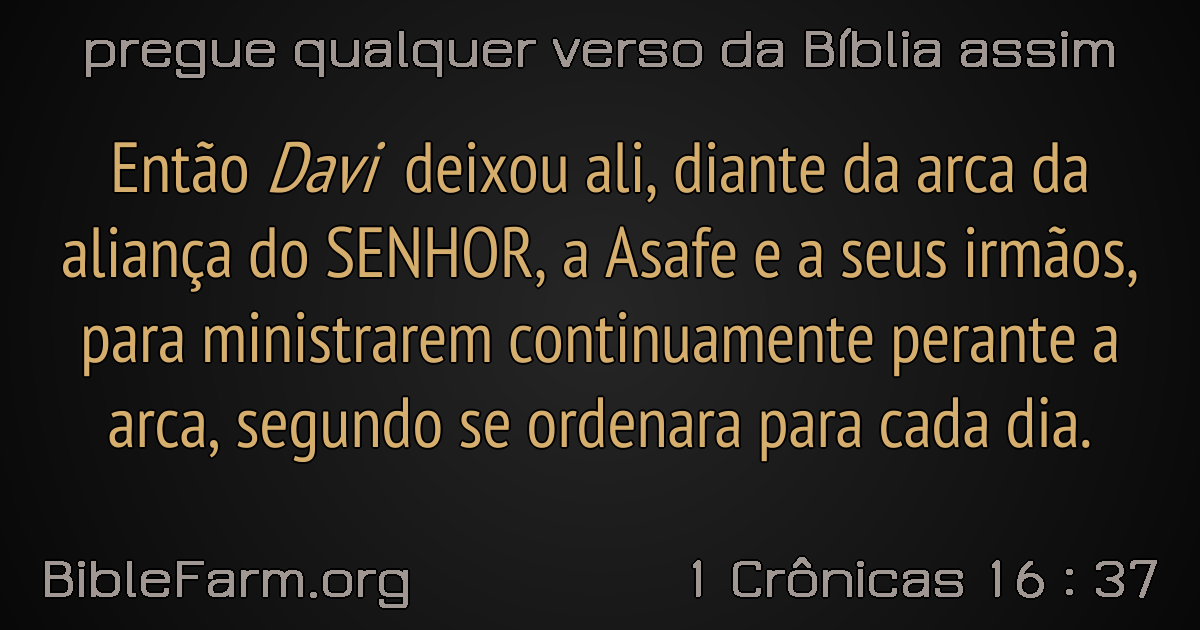 pregue qualquer verso da Bíblia assim
Então Davi deixou ali, diante da arca da
aliança do SENHOR, a Asafe e a seus irmãos,
para ministrarem continuamente perante a
arca, segundo se ordenara para cada dia.
BibleFarm.org
1 Crônicas 16 : 37